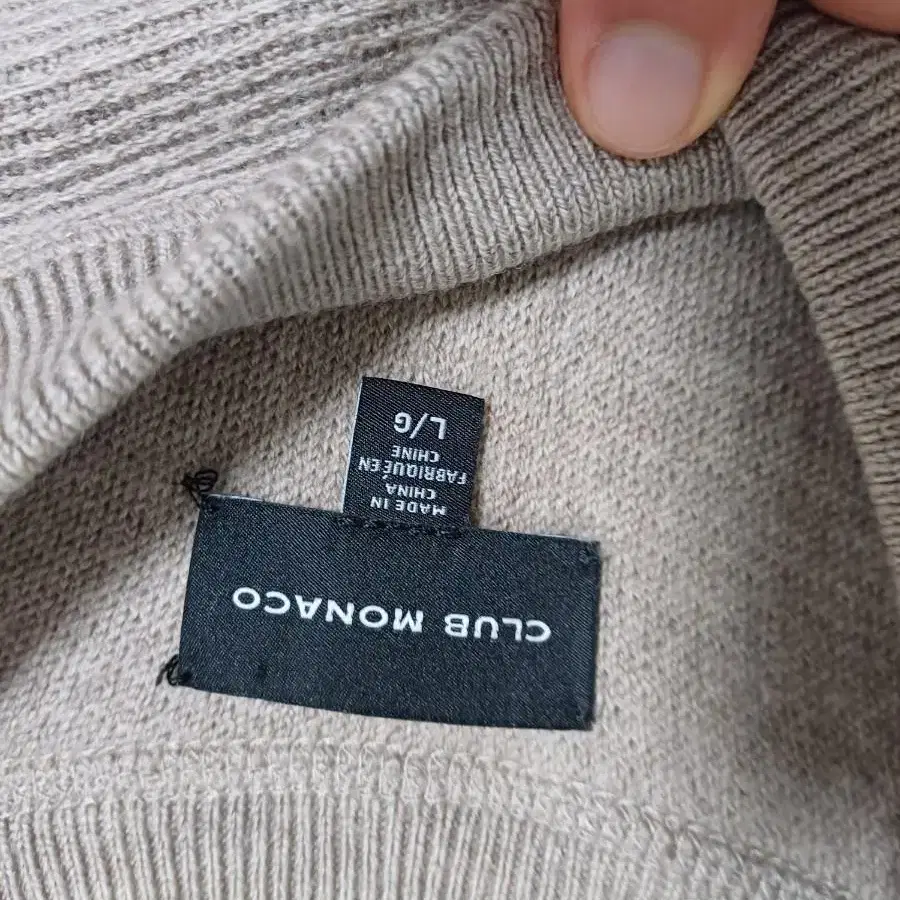 CLUB MONACO
MADE IN
CHINA
FABRIQUÉ EN
CHINE
L/G